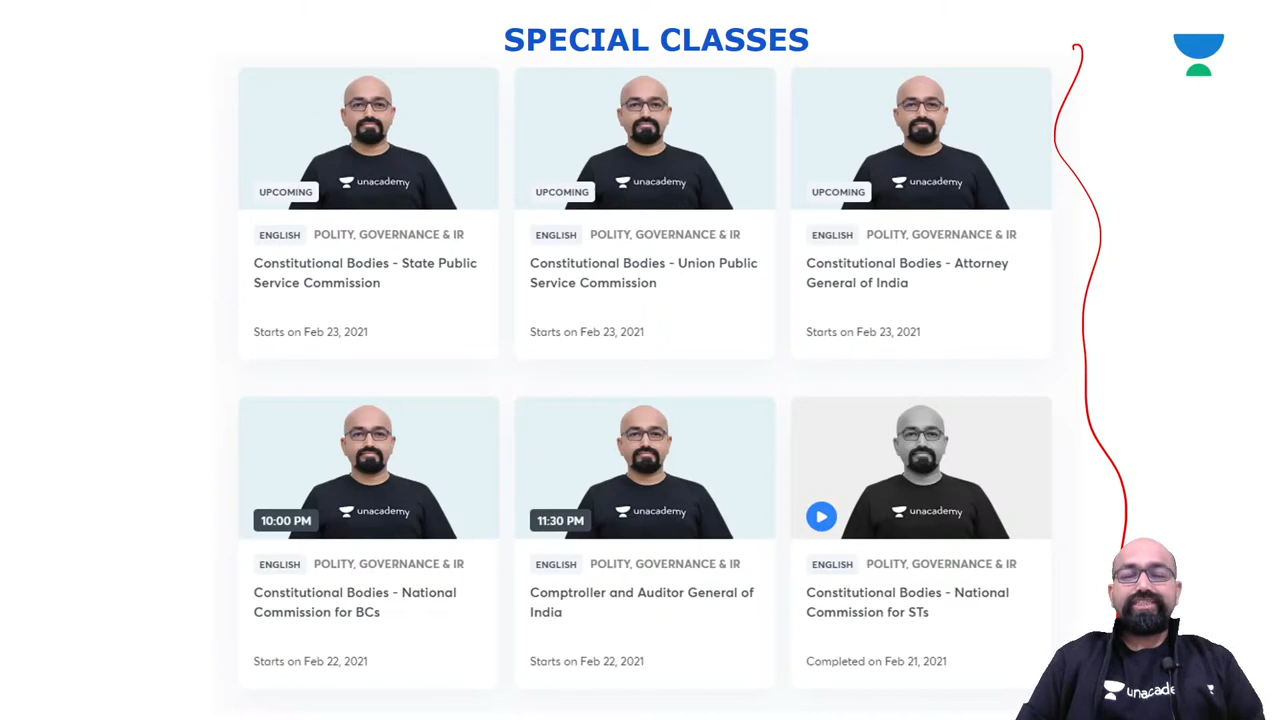 SPECIAL CLASSES
unacademy
UPCOMING
ENGLISH POLITY, GOVERNANCE & IR
Constitutional Bodies - State Public
Service Commission
Starts on Feb 23, 2021
unacademy
UPCOMING
ENGLISH POLITY, GOVERNANCE & IR
Constitutional Bodies - Union Public
Service Commission
Starts on Feb 23, 2021
unacademy
UPCOMING
ENGLISH POLITY, GOVERNANCE & IR
Constitutional Bodies - Attorney
General of India
Starts on Feb 23, 2021
unacademy
10:00 PM
ENGLISH POLITY, GOVERNANCE & IR
Constitutional Bodies - National
Commission for BCs
Starts on Feb 22, 2021
unacademy
11:30 PM
ENGLISH POLITY, GOVERNANCE & IR
Comptroller and Auditor General of
India
Starts on Feb 22, 2021
unacademy
ENGLISH POLITY, GOVERNANCE & IR
Constitutional Bodies - National
Commission for STs
Completed on Feb 21, 2021
unacade